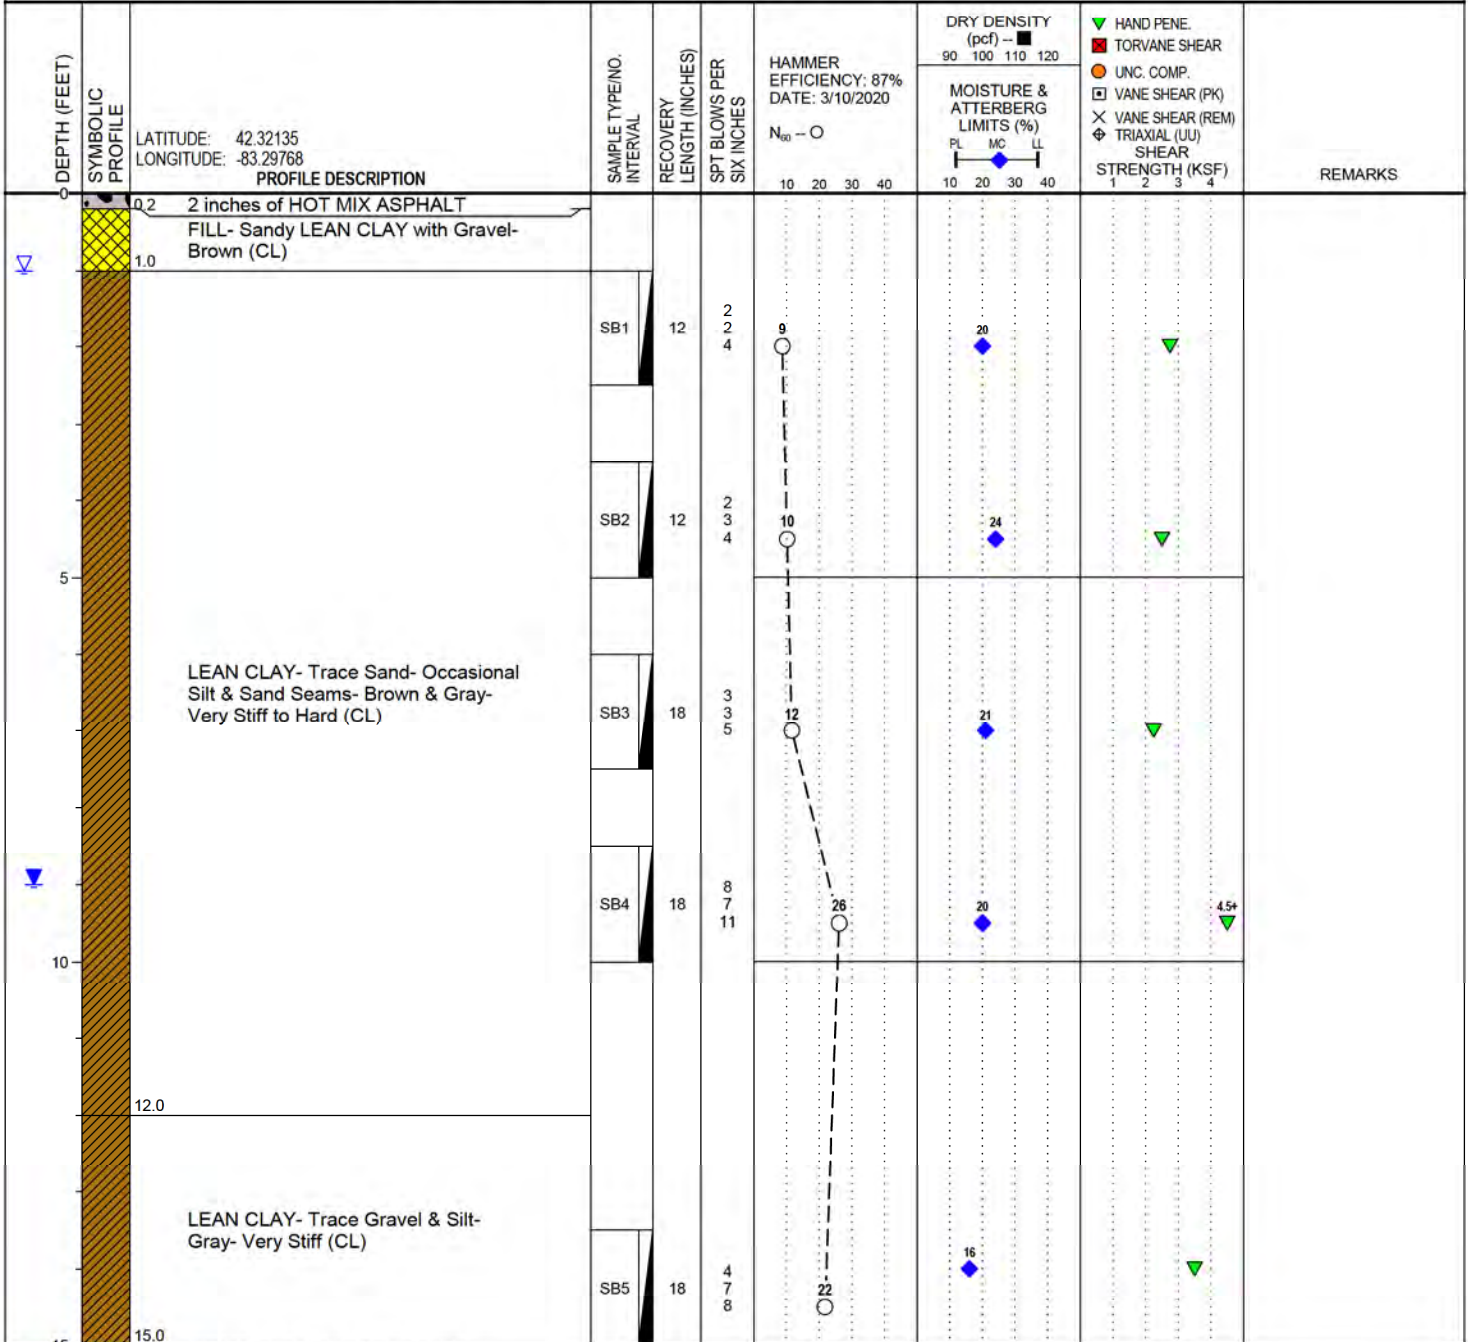 DEPTH (FEET)
SYMBOLIC
PROFILE
LATITUDE: 42.32135
LONGITUDE: -83.29768
PROFILE DESCRIPTION
SAMPLE TYPE/NO.
INTERVAL
RECOVERY
LENGTH (INCHES)
SPT BLOWS PER
SIX INCHES
HAMMER
EFFICIENCY: 87%
DATE: 3/10/2020
N60 -- O
10 20 30 40
DRY DENSITY
(pcf) -- ■
90 100 110 120
MOISTURE &
ATTERBERG
LIMITS (%)
PL MC LL
10 20 30 40
HAND PENE.
TORVANE SHEAR
UNC. COMP.
VANE SHEAR (PK)
VANE SHEAR (REM)
TRIAXIAL (UU)
SHEAR
STRENGTH (KSF)
1 2 3 4
REMARKS
0
0.2 2 inches of HOT MIX ASPHALT
FILL- Sandy LEAN CLAY with Gravel-
Brown (CL)
1.0
SB1 12
2
2
4
9
20
SB2 12
2
3
4
10
24
5
LEAN CLAY- Trace Sand- Occasional
Silt & Sand Seams- Brown & Gray-
Very Stiff to Hard (CL)
SB3 18
3
3
5
12
21
SB4 18
8
7
11
26
20
4.5+
10
12.0
LEAN CLAY- Trace Gravel & Silt-
Gray- Very Stiff (CL)
SB5 18
4
7
8
22
16
15.0